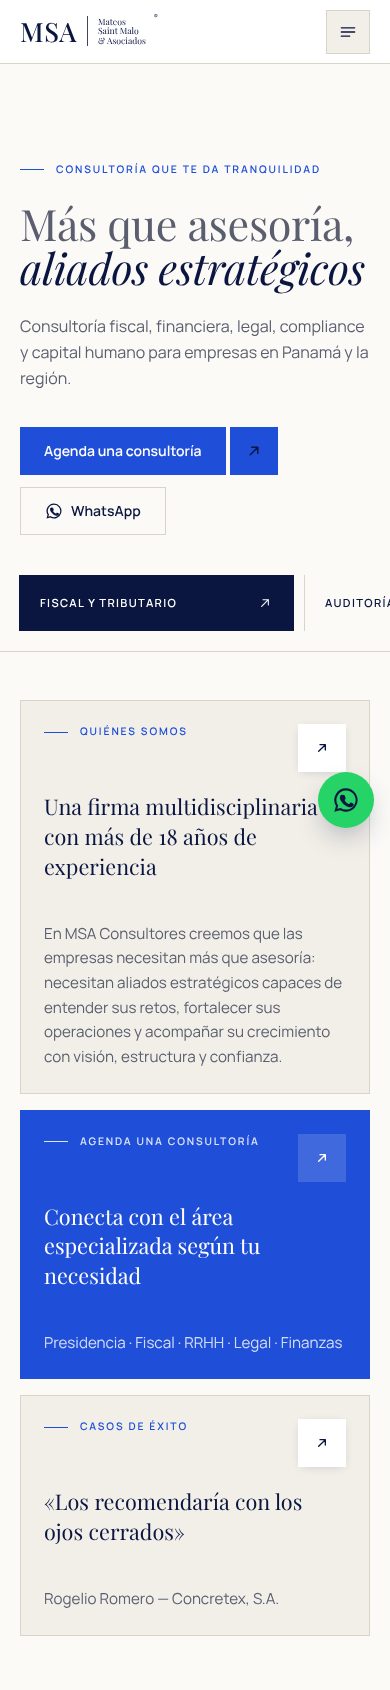 MSA
Mateos
Saint Malo
& Asociados
®
CONSULTORÍA QUE TE DA TRANQUILIDAD
Más que asesoría,
aliados estratégicos
Consultoría fiscal, financiera, legal, compliance
y capital humano para empresas en Panamá y la
región.
Agenda una consultoría
WhatsApp
FISCAL Y TRIBUTARIO
AUDITORÍA
QUIÉNES SOMOS
Una firma multidisciplinaria
con más de 18 años de
experiencia
En MSA Consultores creemos que las
empresas necesitan más que asesoría:
necesitan aliados estratégicos capaces de
entender sus retos, fortalecer sus
operaciones y acompañar su crecimiento
con visión, estructura y confianza.
AGENDA UNA CONSULTORÍA
Conecta con el área
especializada según tu
necesidad
Presidencia · Fiscal · RRHH · Legal · Finanzas
CASOS DE ÉXITO
«Los recomendaría con los
ojos cerrados»
Rogelio Romero — Concretex, S.A.